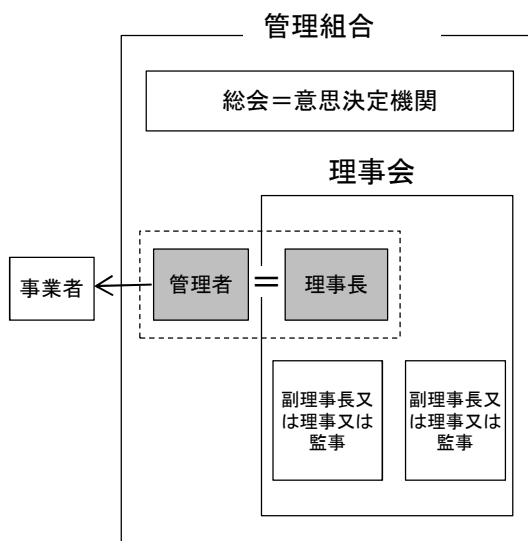 管理組合
総会＝意思決定機関
理事会
事業者
管理者
＝
理事長
副理事長又
は理事又は
監事
副理事長又
は理事又は
監事